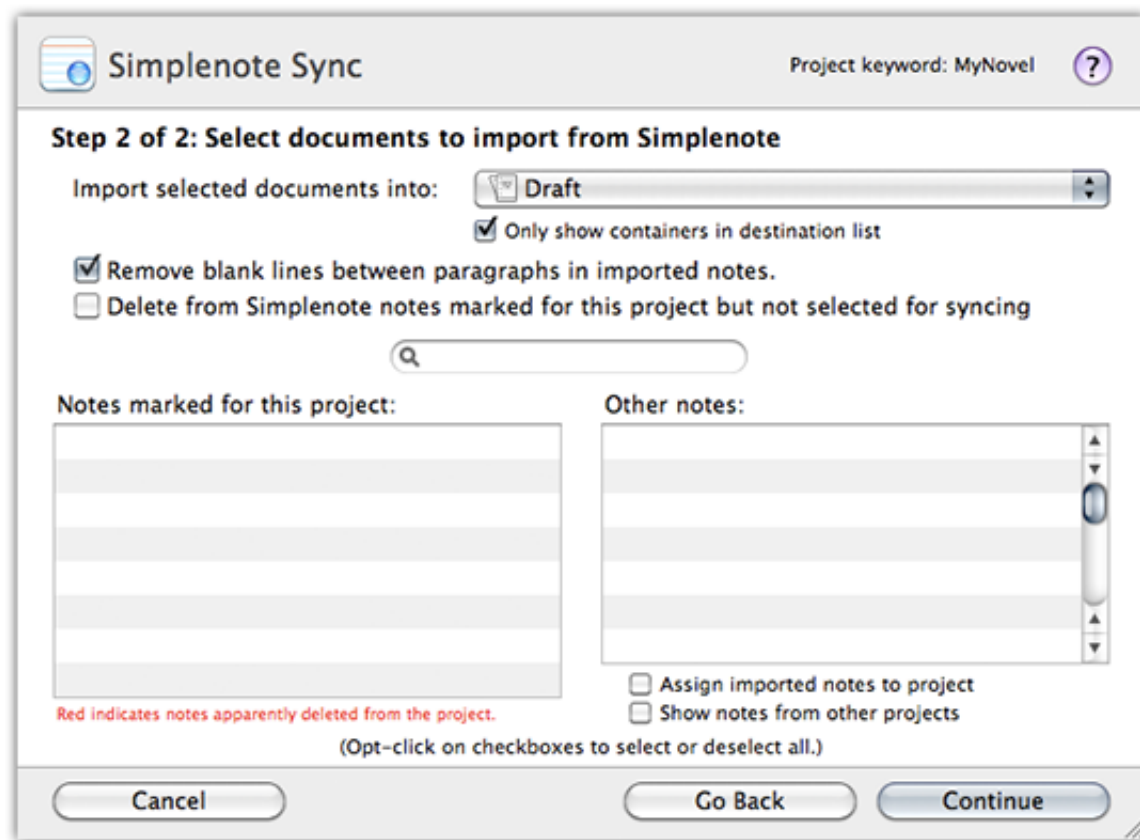 Simplenote Sync
Project keyword: MyNovel
?
Step 2 of 2: Select documents to import from Simplenote
Import selected documents into:
Draft
Only show containers in destination list
Remove blank lines between paragraphs in imported notes.
Delete from Simplenote notes marked for this project but not selected for syncing
Notes marked for this project:
Other notes:
Red indicates notes apparently deleted from the project.
Assign imported notes to project
Show notes from other projects
(Opt-click on checkboxes to select or deselect all.)
Cancel
Go Back
Continue